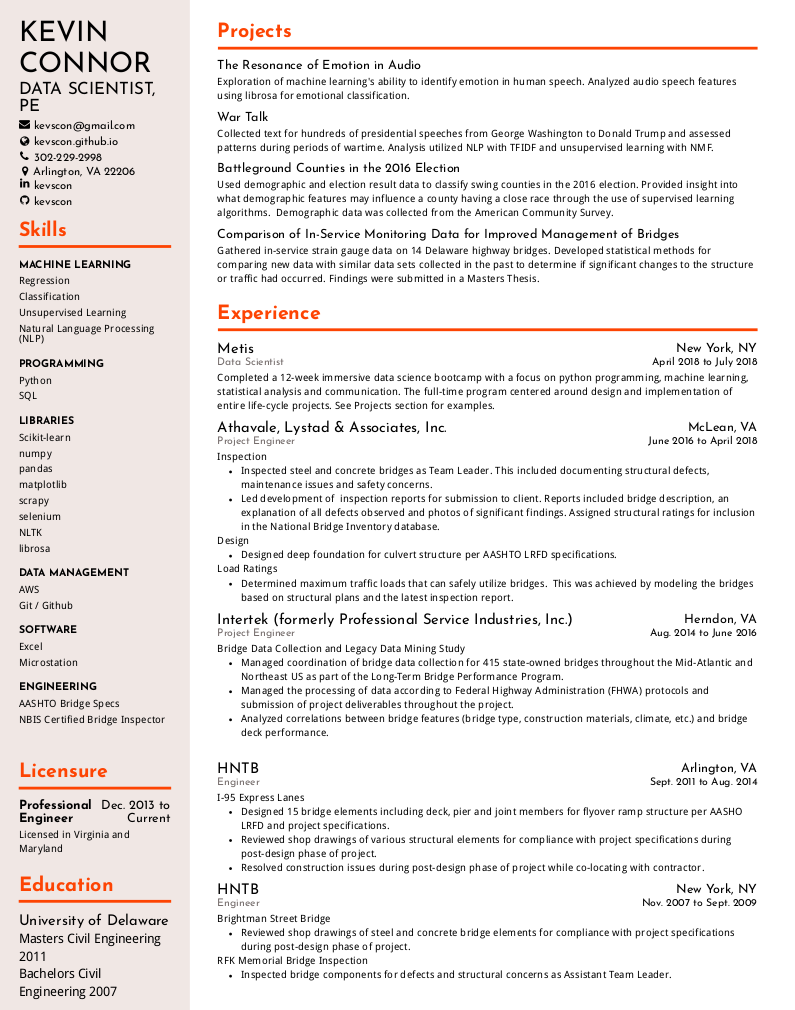 KEVIN
CONNOR
DATA SCIENTIST,
PE
kevscon@gmail.com
kevscon.github.io
302-229-2998
Arlington, VA 22206
kevscon
kevscon
Skills
MACHINE LEARNING
Regression
Classification
Unsupervised Learning
Natural Language Processing
(NLP)
PROGRAMMING
Python
SQL
LIBRARIES
Scikit-learn
numpy
pandas
matplotlib
scrapy
selenium
NLTK
librosa
DATA MANAGEMENT
AWS
Git / Github
SOFTWARE
Excel
Microstation
ENGINEERING
AASHTO Bridge Specs
NBIS Certified Bridge Inspector
Licensure
Professional Dec. 2013 to
Engineer Current
Licensed in Virginia and
Maryland
Education
University of Delaware
Masters Civil Engineering
2011
Bachelors Civil
Engineering 2007
Projects
The Resonance of Emotion in Audio
Exploration of machine learning's ability to identify emotion in human speech. Analyzed audio speech features
using librosa for emotional classification.
War Talk
Collected text for hundreds of presidential speeches from George Washington to Donald Trump and assessed
patterns during periods of wartime. Analysis utilized NLP with TFIDF and unsupervised learning with NMF.
Battleground Counties in the 2016 Election
Used demographic and election result data to classify swing counties in the 2016 election. Provided insight into
what demographic features may influence a county having a close race through the use of supervised learning
algorithms. Demographic data was collected from the American Community Survey.
Comparison of In-Service Monitoring Data for Improved Management of Bridges
Gathered in-service strain gauge data on 14 Delaware highway bridges. Developed statistical methods for
comparing new data with similar data sets collected in the past to determine if significant changes to the structure
or traffic had occurred. Findings were submitted in a Masters Thesis.
Experience
Metis New York, NY
Data Scientist April 2018 to July 2018
Completed a 12-week immersive data science bootcamp with a focus on python programming, machine learning,
statistical analysis and communication. The full-time program centered around design and implementation of
entire life-cycle projects. See Projects section for examples.
Athavale, Lystad & Associates, Inc. McLean, VA
Project Engineer June 2016 to April 2018
Inspection
• Inspected steel and concrete bridges as Team Leader. This included documenting structural defects,
maintenance issues and safety concerns.
• Led development of inspection reports for submission to client. Reports included bridge description, an
explanation of all defects observed and photos of significant findings. Assigned structural ratings for inclusion
in the National Bridge Inventory database.
Design
• Designed deep foundation for culvert structure per AASHTO LRFD specifications.
Load Ratings
• Determined maximum traffic loads that can safely utilize bridges. This was achieved by modeling the bridges
based on structural plans and the latest inspection report.
Intertek (formerly Professional Service Industries, Inc.) Herndon, VA
Project Engineer Aug. 2014 to June 2016
Bridge Data Collection and Legacy Data Mining Study
• Managed coordination of bridge data collection for 415 state-owned bridges throughout the Mid-Atlantic and
Northeast US as part of the Long-Term Bridge Performance Program.
• Managed the processing of data according to Federal Highway Administration (FHWA) protocols and
submission of project deliverables throughout the project.
• Analyzed correlations between bridge features (bridge type, construction materials, climate, etc.) and bridge
deck performance.
HNTB Arlington, VA
Engineer Sept. 2011 to Aug. 2014
I-95 Express Lanes
• Designed 15 bridge elements including deck, pier and joint members for flyover ramp structure per AASHO
LRFD and project specifications.
• Reviewed shop drawings of various structural elements for compliance with project specifications during
post-design phase of project.
• Resolved construction issues during post-design phase of project while co-locating with contractor.
HNTB New York, NY
Engineer Nov. 2007 to Sept. 2009
Brightman Street Bridge
• Reviewed shop drawings of steel and concrete bridge elements for compliance with project specifications
during post-design phase of project.
RFK Memorial Bridge Inspection
• Inspected bridge components for defects and structural concerns as Assistant Team Leader.